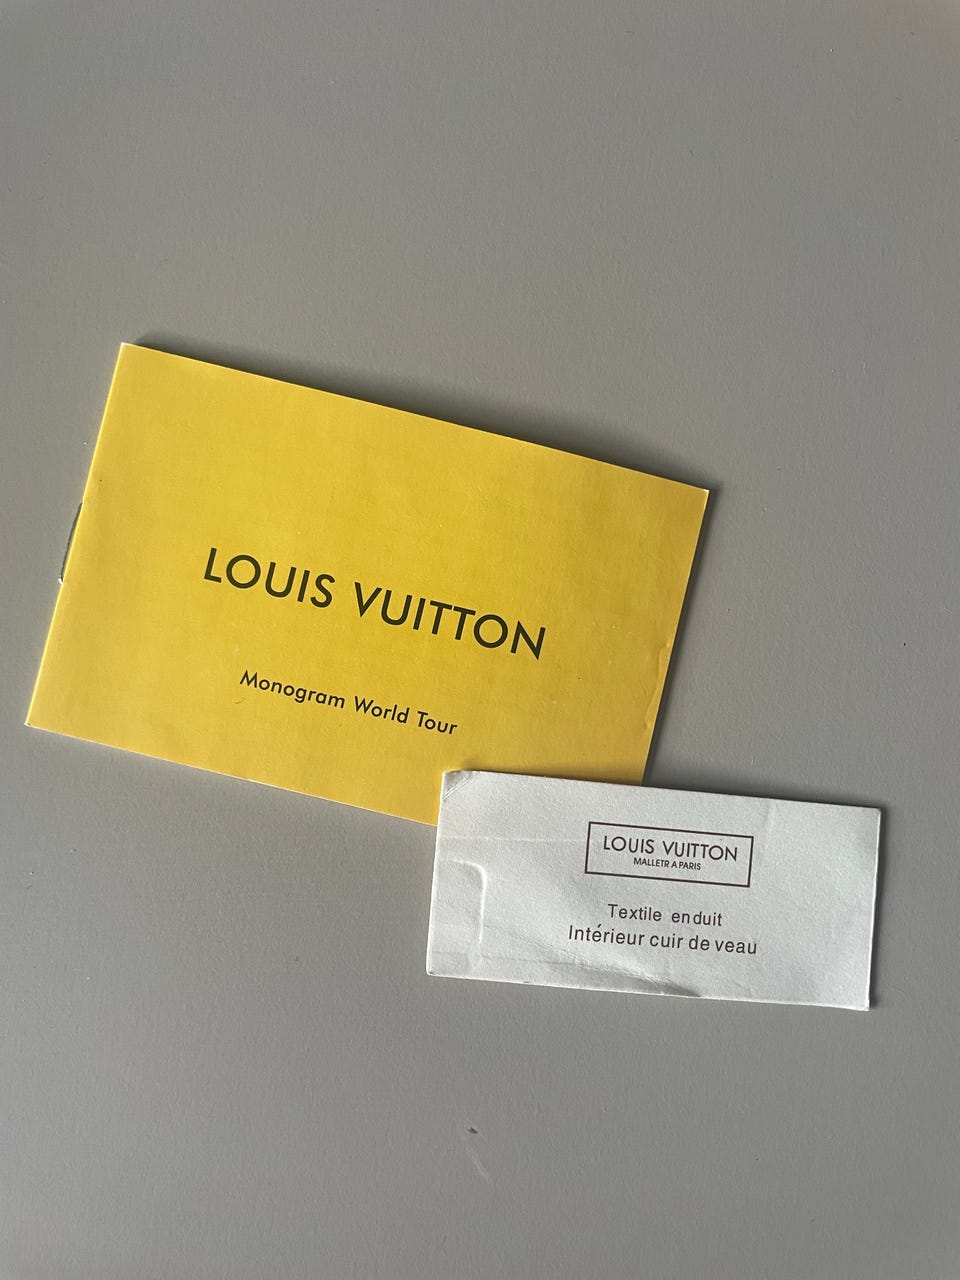 LOUIS VUITTON
Monogram World Tour
LOUIS VUITTON
MALLETR A PARIS
Textile enduit
Intérieur cuir de veau